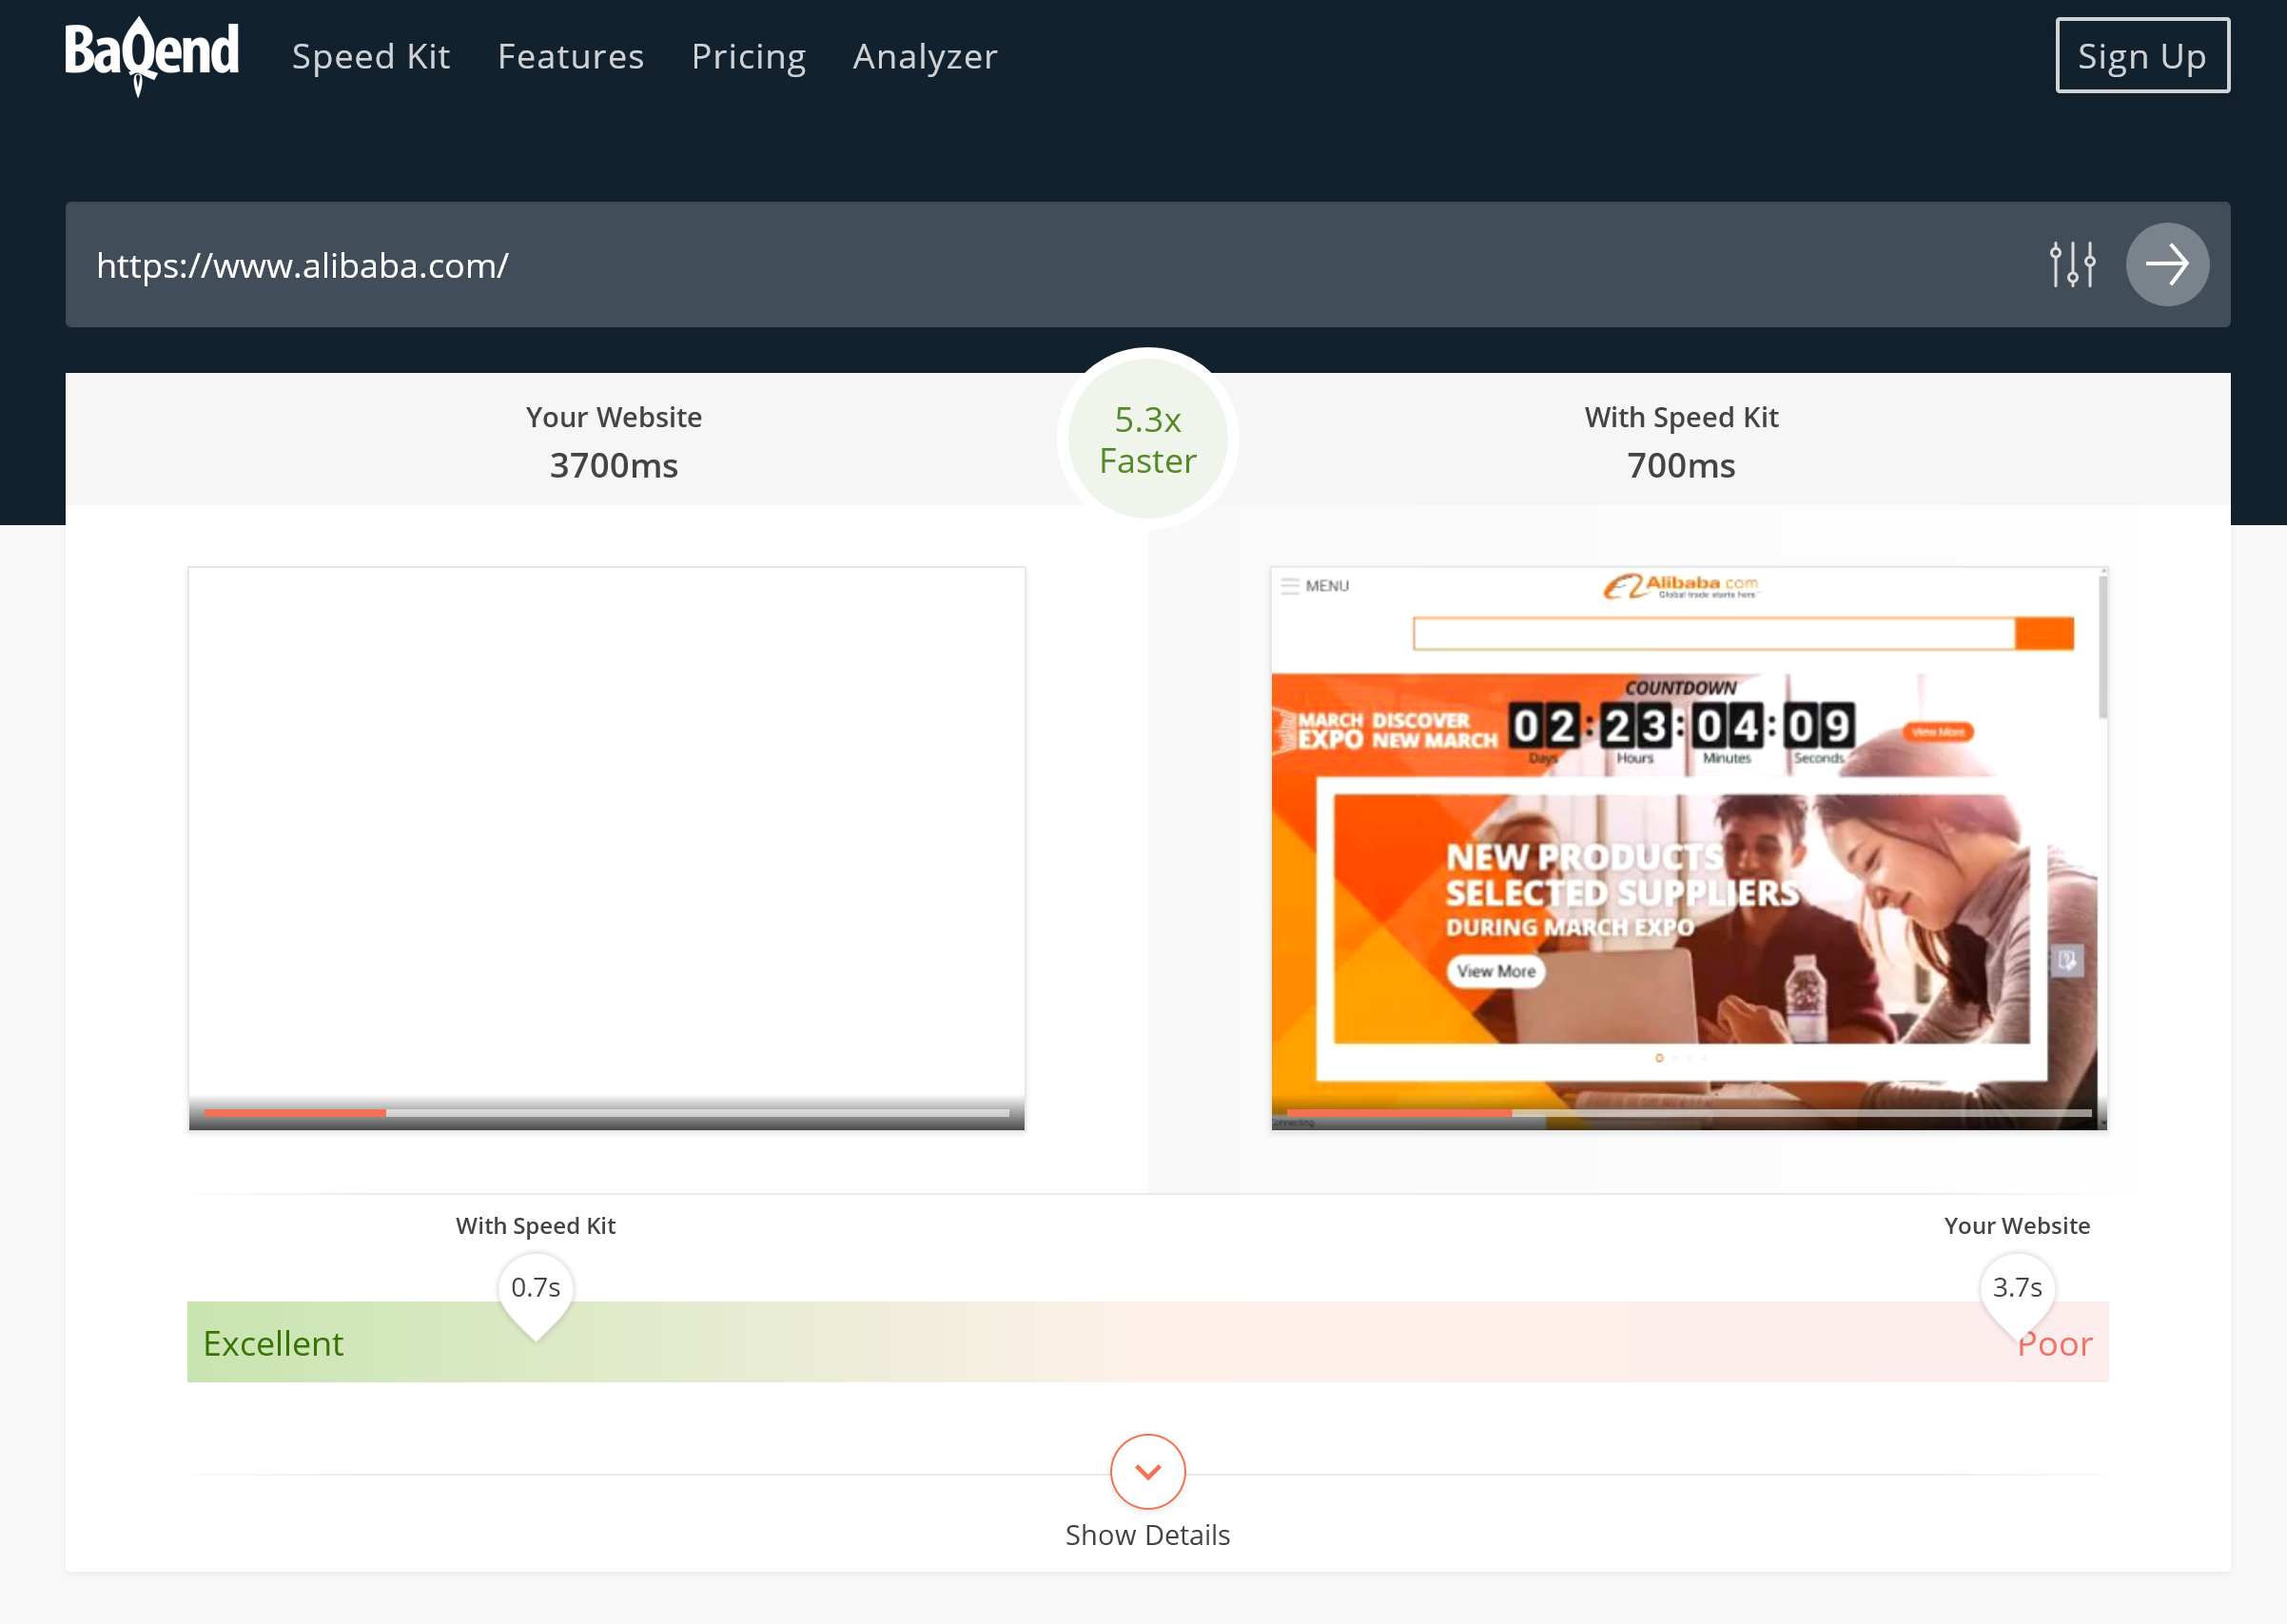 BaQend
Speed Kit
Features
Pricing
Analyzer
Sign Up
https://www.alibaba.com/
Your Website
3700ms
5.3x
Faster
With Speed Kit
700ms
MENU
Alibaba.com
Global trade starts here
COUNTDOWN
MARCH EXPO
DISCOVER NEW MARCH
02:23:04:09
Days Hours Minutes Seconds
View More
NEW PRODUCTS
SELECTED SUPPLIERS
DURING MARCH EXPO
View More
Connecting
With Speed Kit
0.7s
Your Website
3.7s
Excellent
Poor
Show Details